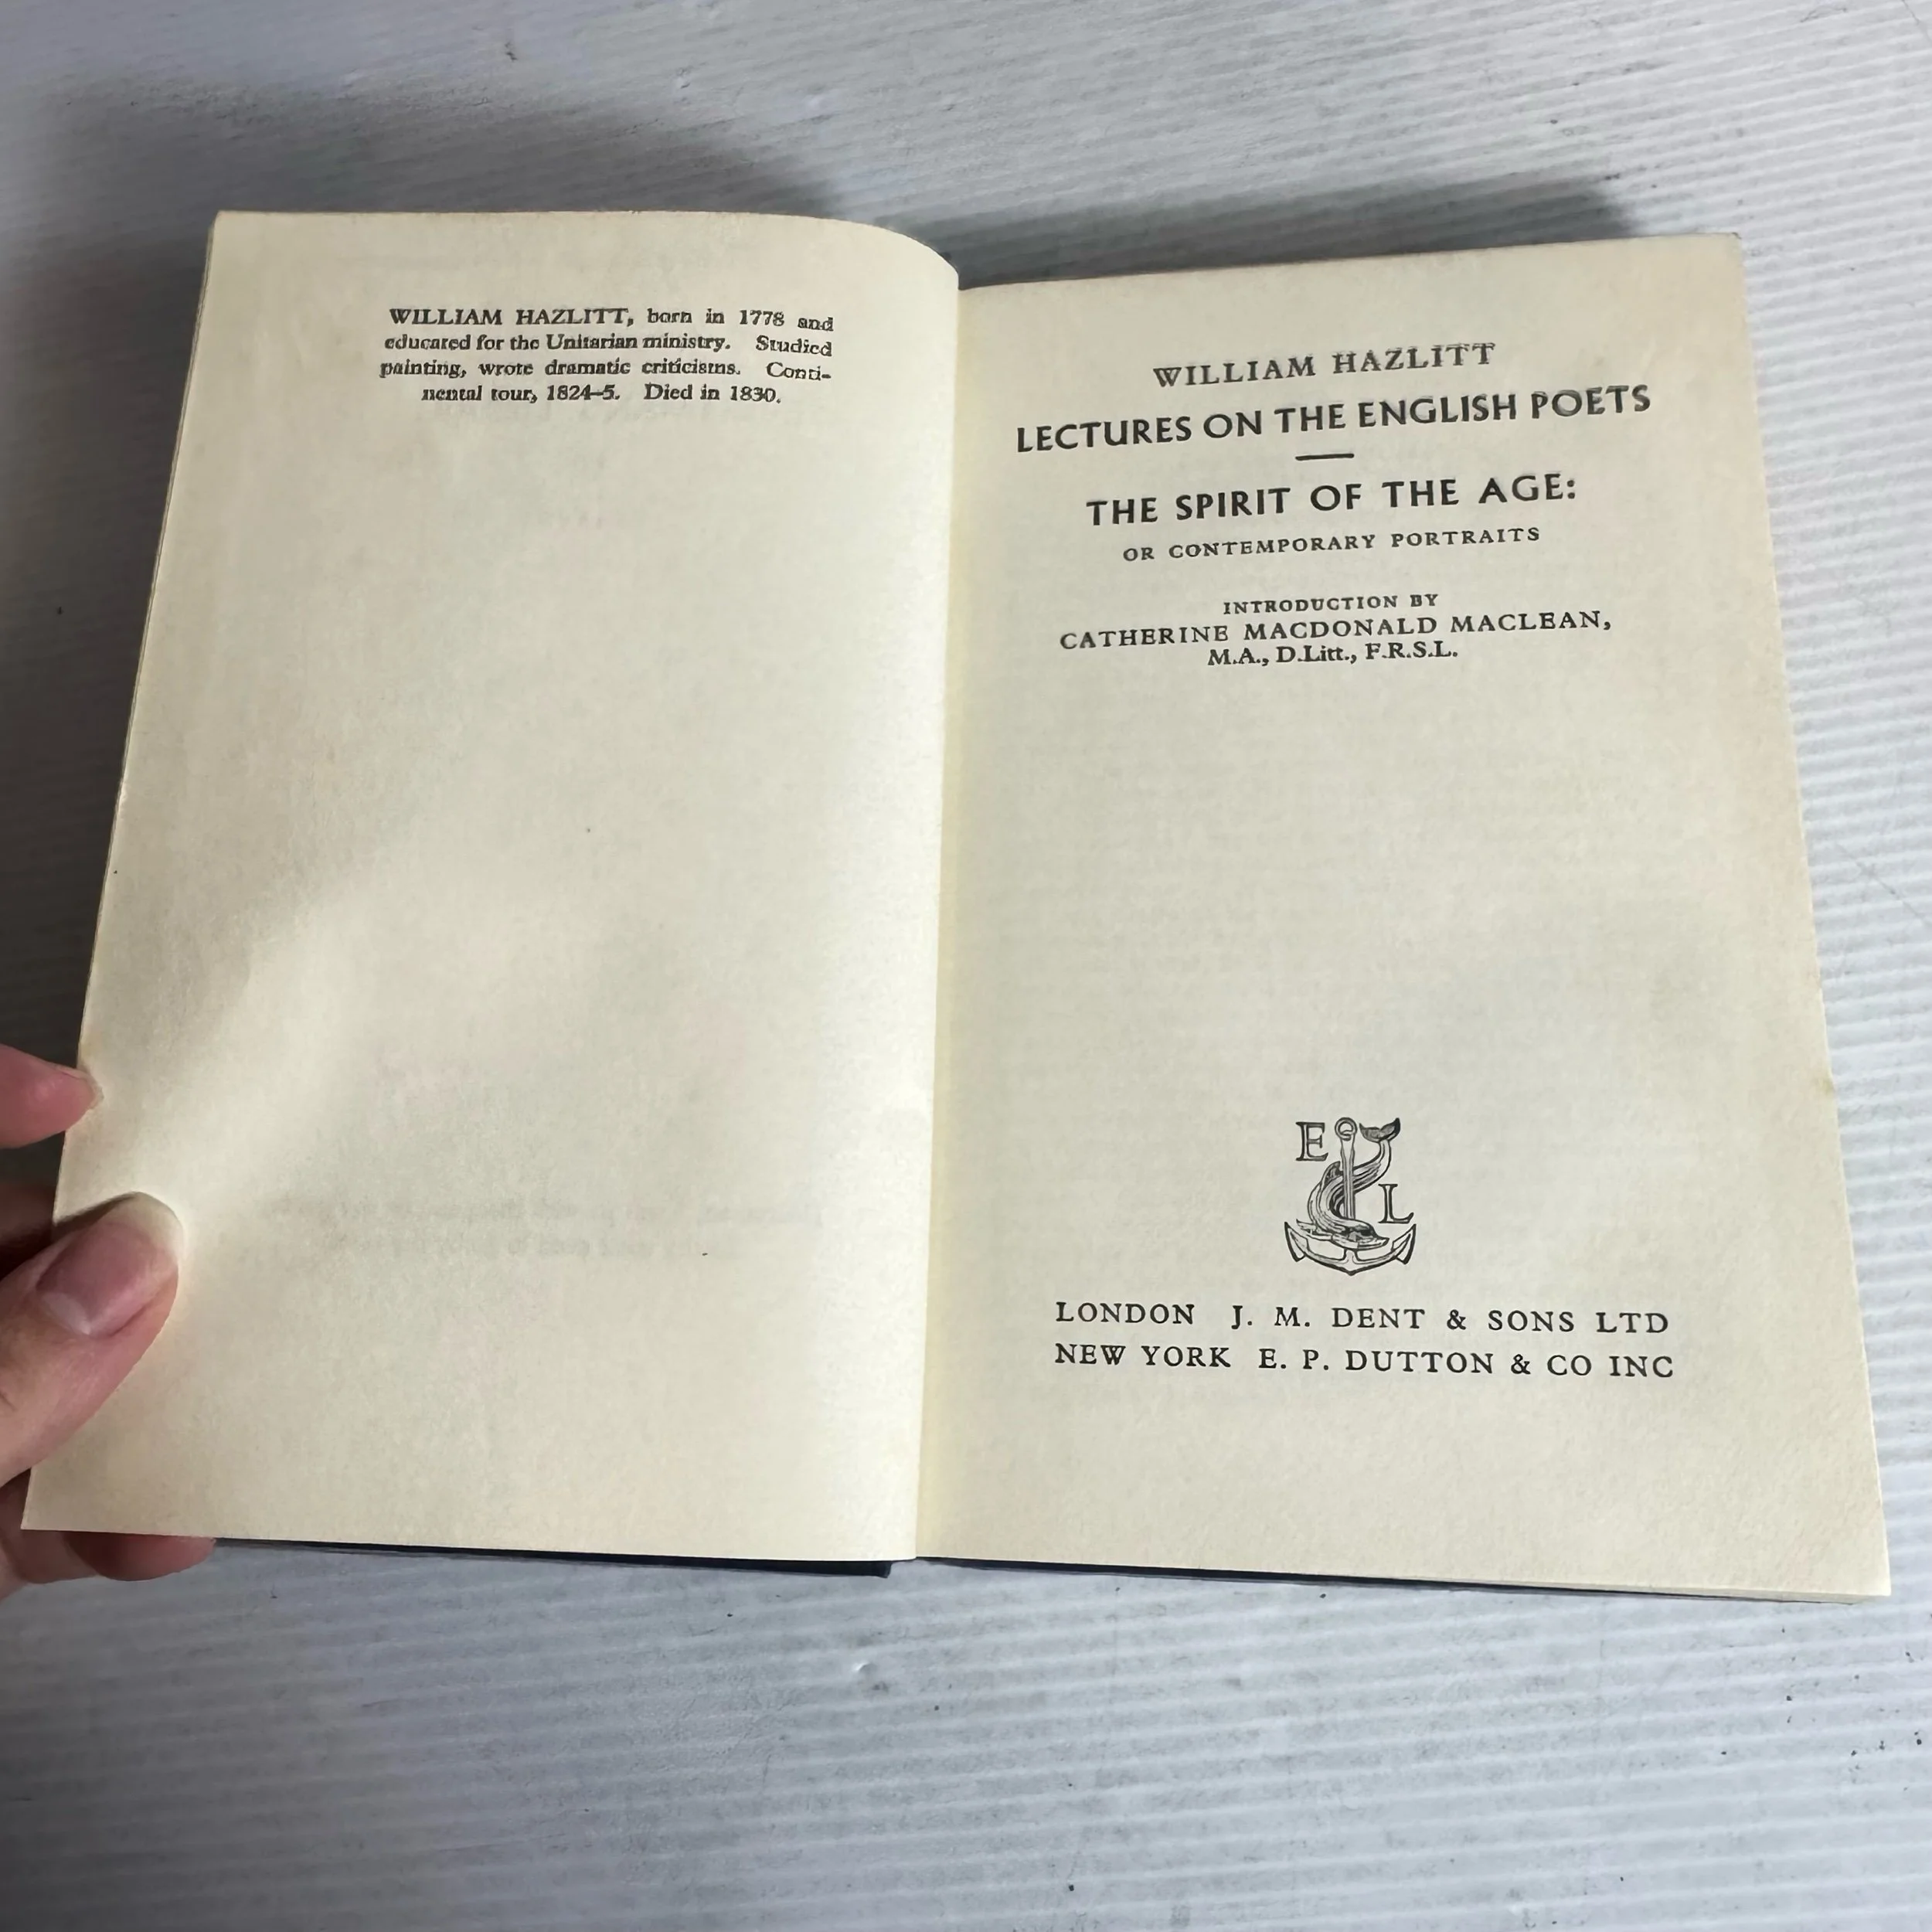 WILLIAM HAZLITT, born in 1778 and
educated for the Unitarian ministry. Studied
painting, wrote dramatic criticisms. Conti-
nental tour, 1824–5. Died in 1830.
WILLIAM HAZLITT
LECTURES ON THE ENGLISH POETS
THE SPIRIT OF THE AGE:
OR CONTEMPORARY PORTRAITS
INTRODUCTION BY
CATHERINE MACDONALD MACLEAN,
M.A., D.Litt., F.R.S.L.
E
L
LONDON J. M. DENT & SONS LTD
NEW YORK E. P. DUTTON & CO INC